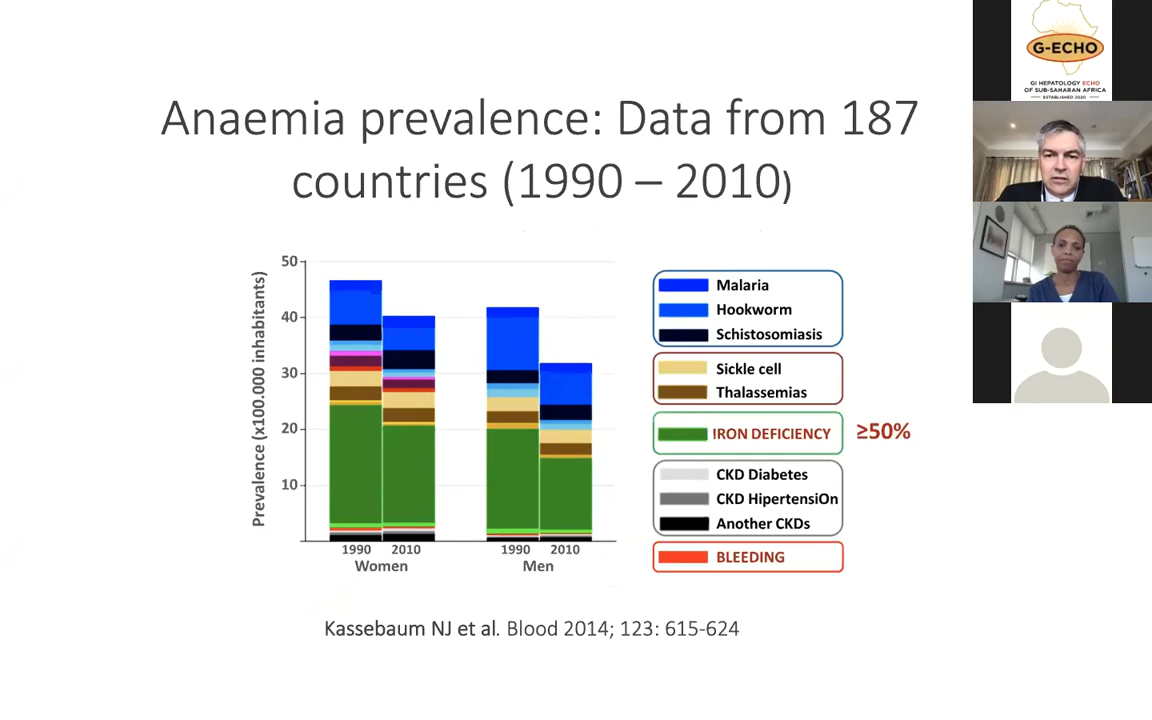 Anaemia prevalence: Data from 187
countries (1990 – 2010)
Prevalence (x100.000 inhabitants)
50
40
30
20
10
1990 2010
Women
1990 2010
Men
Malaria
Hookworm
Schistosomiasis
Sickle cell
Thalassemias
IRON DEFICIENCY ≥50%
CKD Diabetes
CKD HipertensiOn
Another CKDs
BLEEDING
Kassebaum NJ et al. Blood 2014; 123: 615-624
G-ECHO
GI HEPATOLOGY ECHO
OF SUB-SAHARAN AFRICA
ESTABLISHED 2020